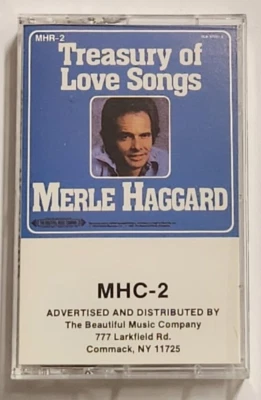 MHR-2
Treasury of
Love Songs
MERLE HAGGARD
MHC-2
ADVERTISED AND DISTRIBUTED BY
The Beautiful Music Company
777 Larkfield Rd.
Commack, NY 11725